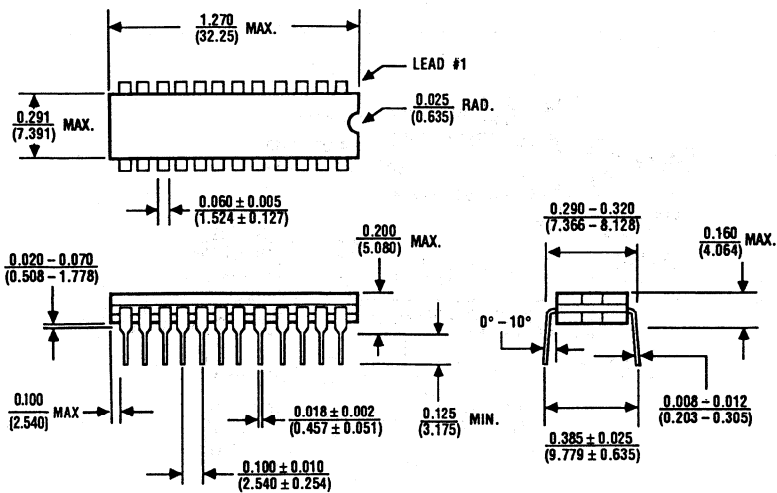 1.270
(32.25) MAX.
LEAD #1
0.025
(0.635) RAD.
0.291
(7.391) MAX.
0.060 ± 0.005
(1.524 ± 0.127)
0.200
(5.080) MAX.
0.290 – 0.320
(7.366 – 8.128)
0.160
(4.064) MAX.
0.020 – 0.070
(0.508 – 1.778)
0° – 10°
0.100
(2.540) MAX
0.018 ± 0.002
(0.457 ± 0.051)
0.125
(3.175) MIN.
0.008 – 0.012
(0.203 – 0.305)
0.100 ± 0.010
(2.540 ± 0.254)
0.385 ± 0.025
(9.779 ± 0.635)